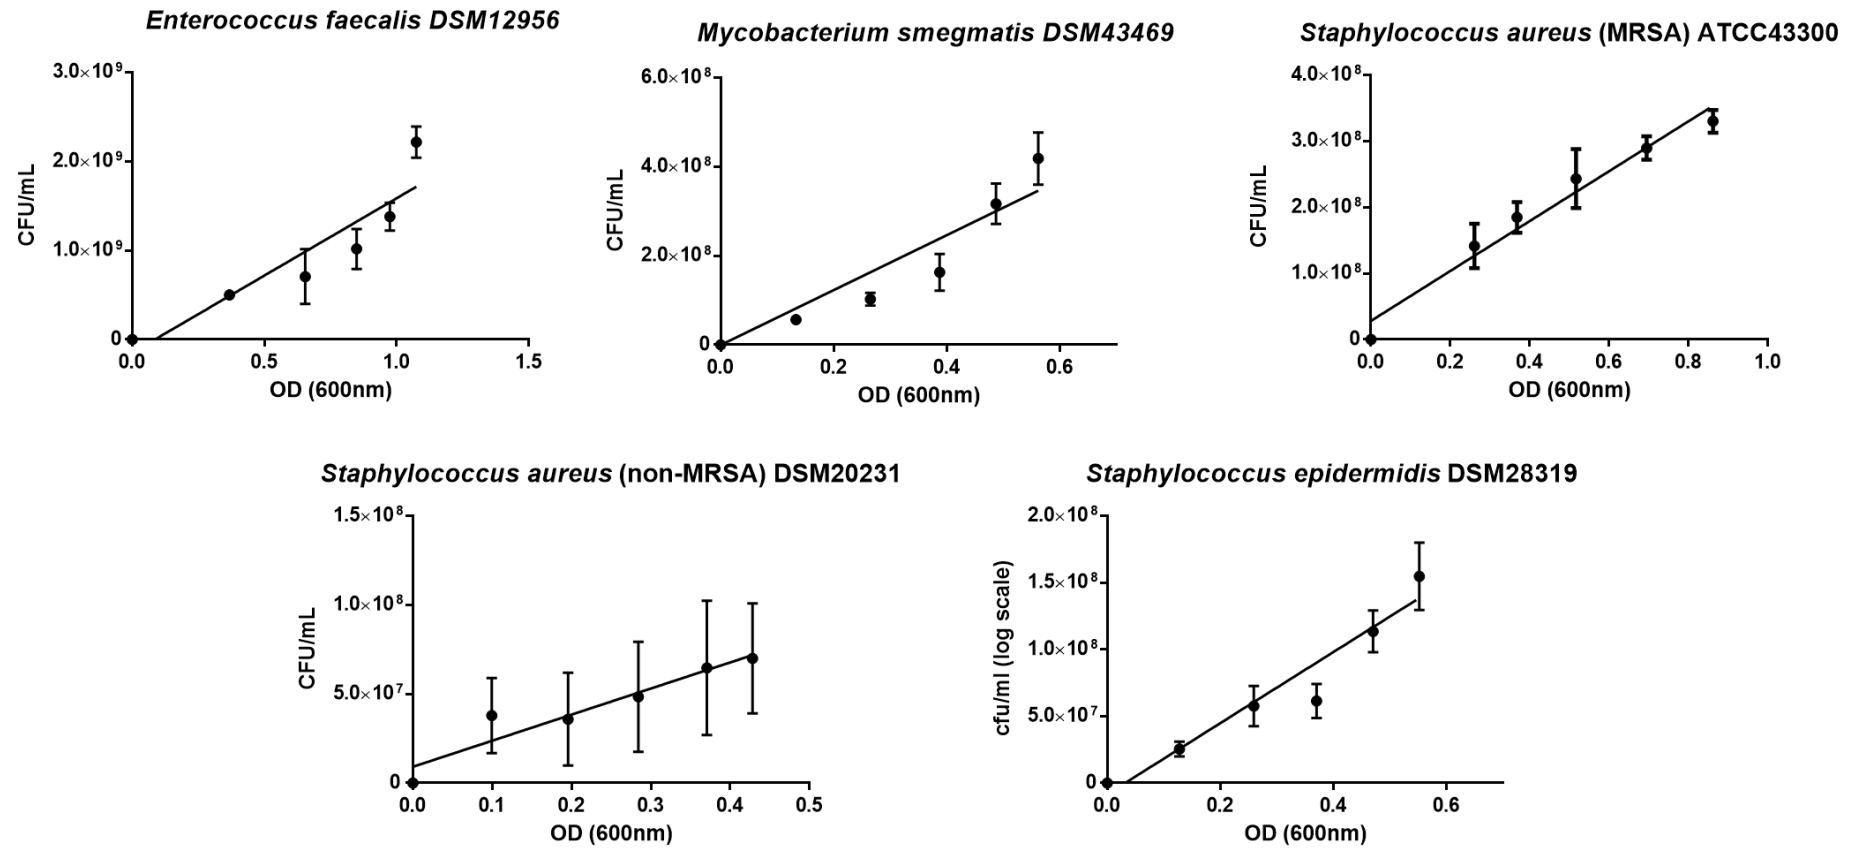 Enterococcus faecalis DSM12956
3.0×10⁹
2.0×10⁹
1.0×10⁹
0
CFU/mL
0.0 0.5 1.0 1.5
OD (600nm)
Mycobacterium smegmatis DSM43469
6.0×10⁸
4.0×10⁸
2.0×10⁸
0
CFU/mL
0.0 0.2 0.4 0.6
OD (600nm)
Staphylococcus aureus (MRSA) ATCC43300
4.0×10⁸
3.0×10⁸
2.0×10⁸
1.0×10⁸
0
CFU/mL
0.0 0.2 0.4 0.6 0.8 1.0
OD (600nm)
Staphylococcus aureus (non-MRSA) DSM20231
1.5×10⁸
1.0×10⁸
5.0×10⁷
0
CFU/mL
0.0 0.1 0.2 0.3 0.4 0.5
OD (600nm)
Staphylococcus epidermidis DSM28319
2.0×10⁸
1.5×10⁸
1.0×10⁸
5.0×10⁷
0
cfu/ml (log scale)
0.0 0.2 0.4 0.6
OD (600nm)